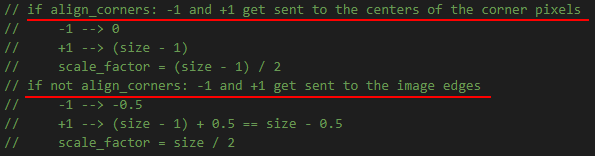 // if align_corners: -1 and +1 get sent to the centers of the corner pixels
// -1 --> 0
// +1 --> (size - 1)
// scale_factor = (size - 1) / 2
// if not align_corners: -1 and +1 get sent to the image edges
// -1 --> -0.5
// +1 --> (size - 1) + 0.5 == size - 0.5
// scale_factor = size / 2